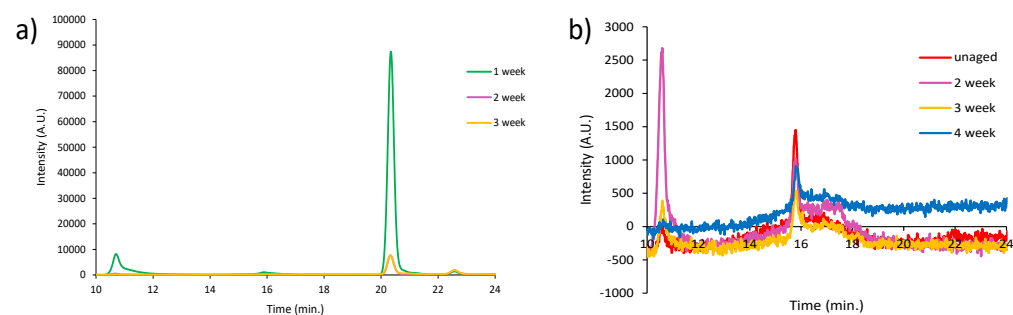 a)
100000
90000
80000
70000
60000
50000
40000
30000
20000
10000
0
Intensity (A.U.)
10 12 14 16 18 20 22 24
Time (min.)
1 week
2 week
3 week
b)
3000
2500
2000
1500
1000
500
0
-500
-1000
Intensity (A.U.)
10 12 14 16 18 20 22 24
Time (min.)
unaged
2 week
3 week
4 week